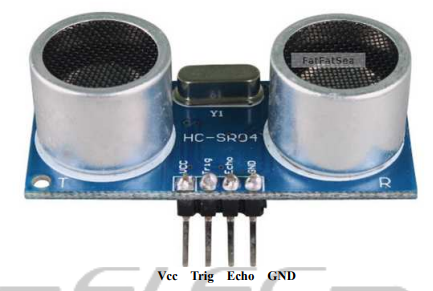 FatFatSea
Y1
HC-SR04
VCC Trig Echo GND
T R
Vcc Trig Echo GND